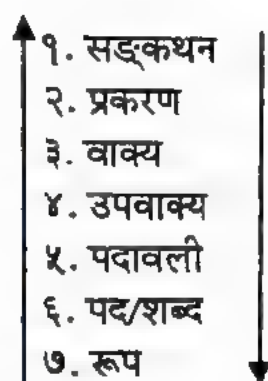 १. सङ्कथन
२. प्रकरण
३. वाक्य
४. उपवाक्य
५. पदावली
६. पद/शब्द
७. रूप